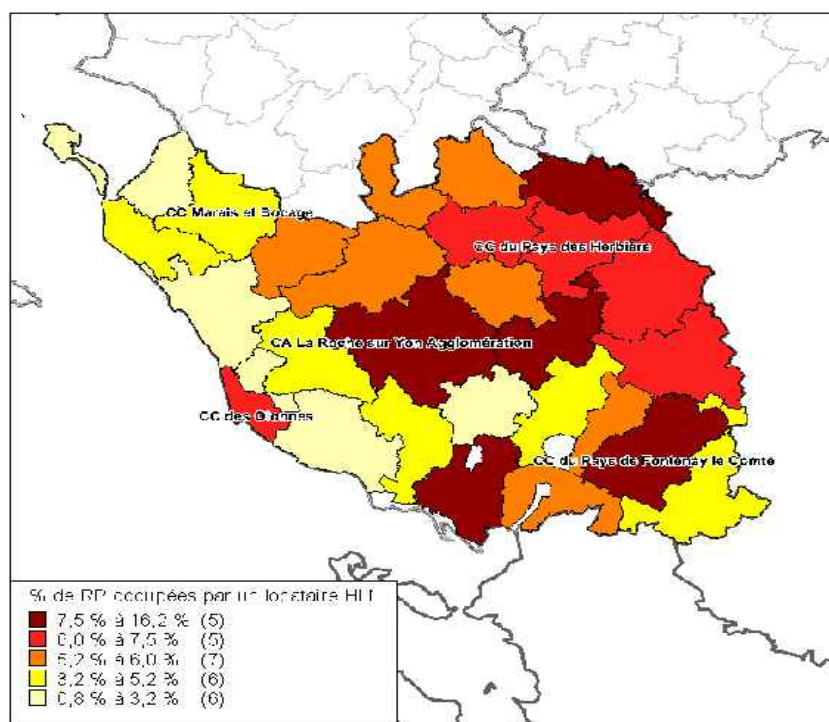 CC Marais et Bocage
CC du Pays des Herbiers
CA La Roche sur Yon Agglomération
CC des Olonnes
CC du Pays de Fontenay le Comte
% de RP occupées par un locataire HLM
7,5 % à 16,2 % (5)
6,0 % à 7,5 % (5)
5,2 % à 6,0 % (7)
3,2 % à 5,2 % (6)
0,8 % à 3,2 % (6)